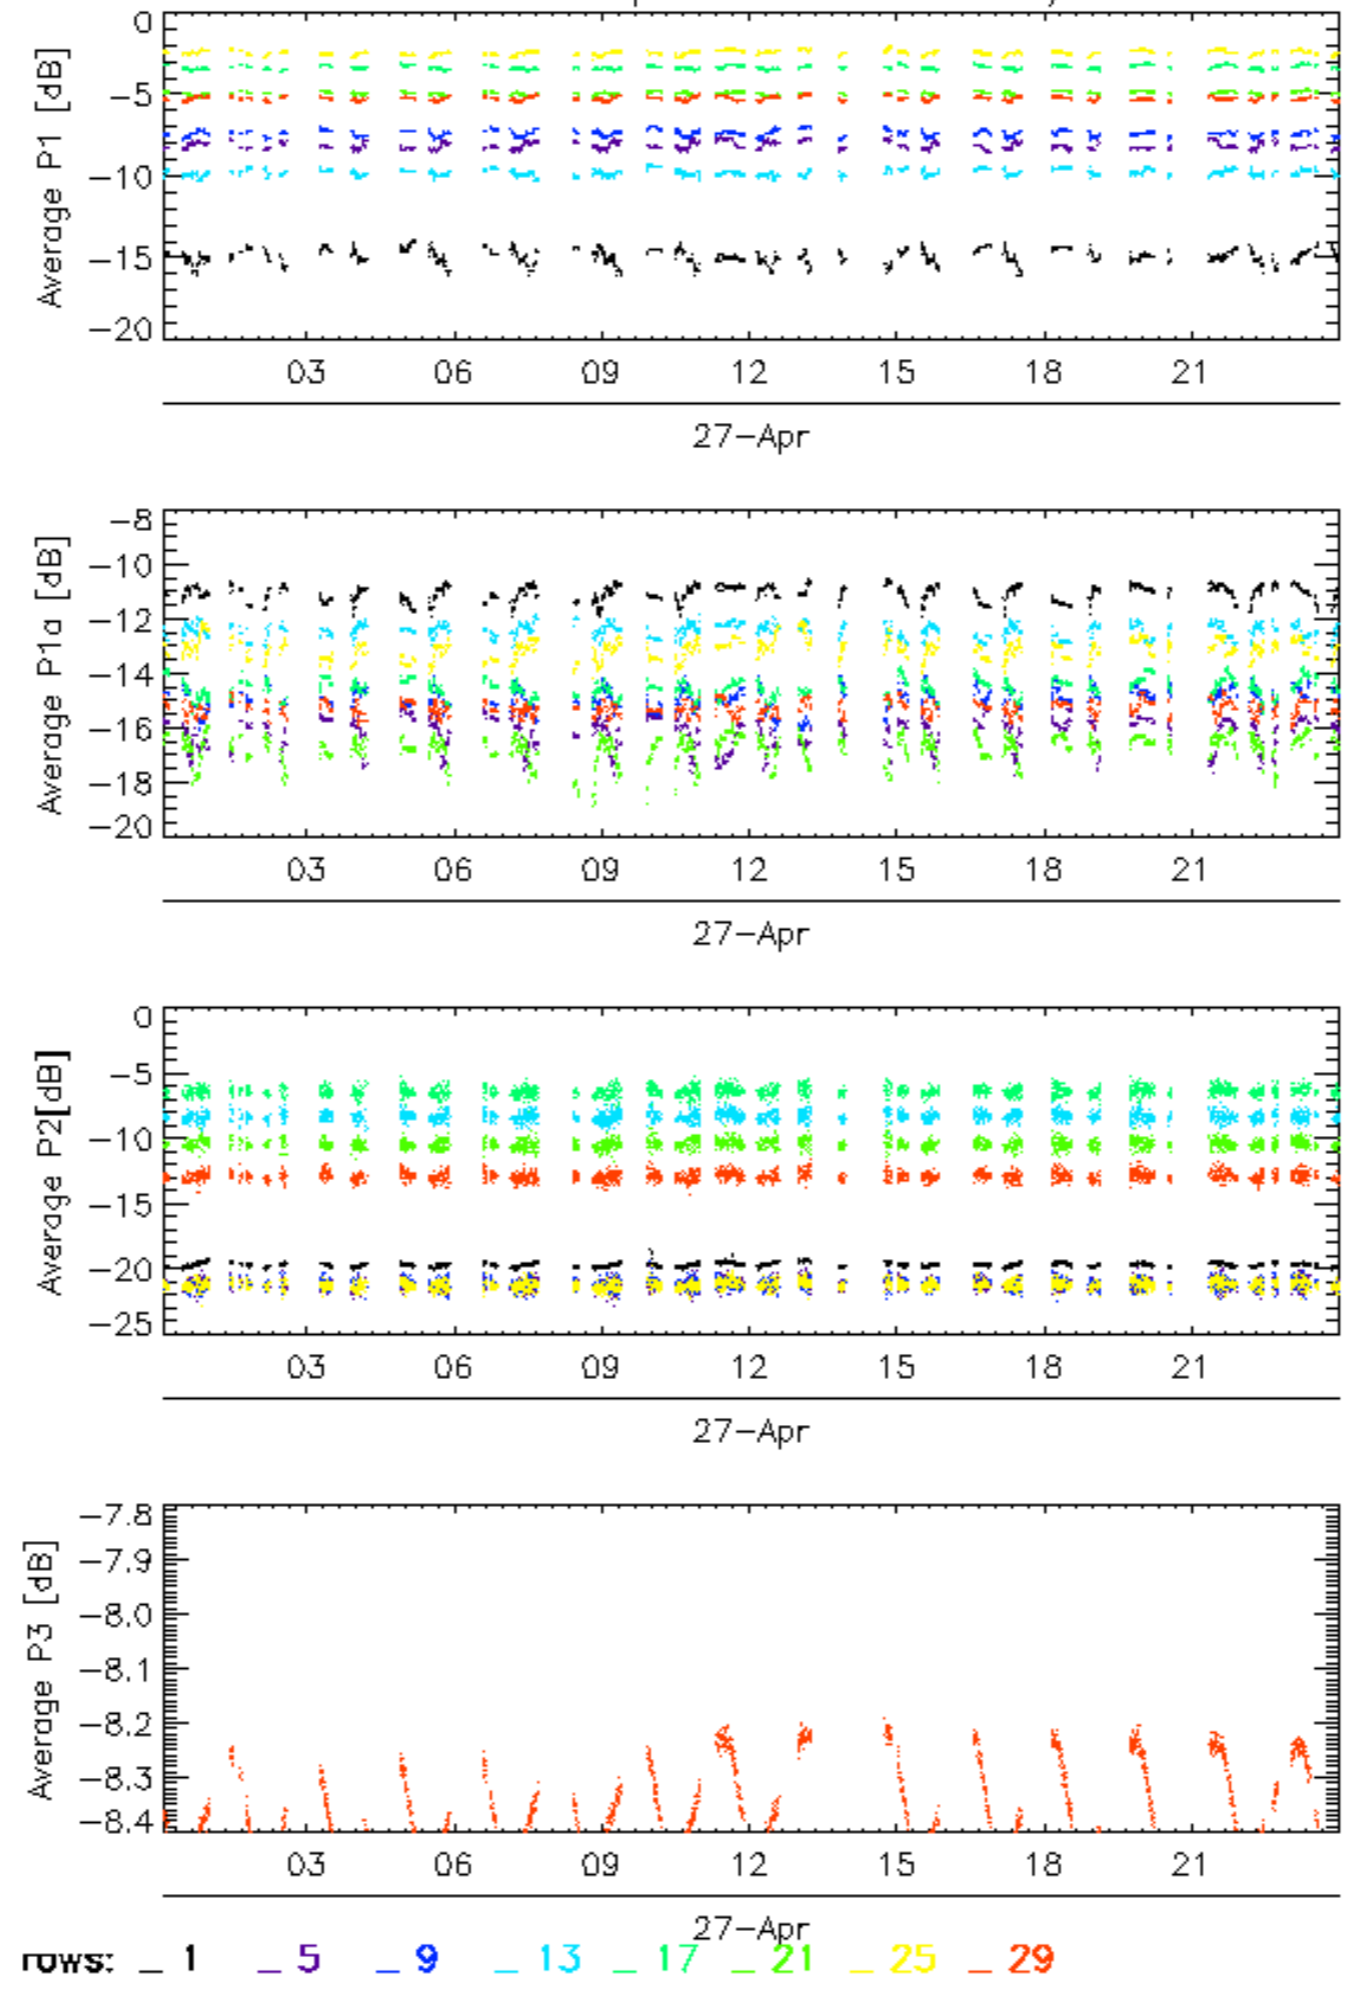 0
−5
−10
−15
−20
Average P1 [dB]
03 06 09 12 15 18 21
27−Apr
−8
−10
−12
−14
−16
−18
−20
Average P1a [dB]
03 06 09 12 15 18 21
27−Apr
0
−5
−10
−15
−20
−25
Average P2[dB]
03 06 09 12 15 18 21
27−Apr
−7.8
−7.9
−8.0
−8.1
−8.2
−8.3
−8.4
Average P3 [dB]
03 06 09 12 15 18 21
27−Apr
rows: _ 1 _ 5 _ 9 _ 13 _ 17 _ 21 _ 25 _ 29